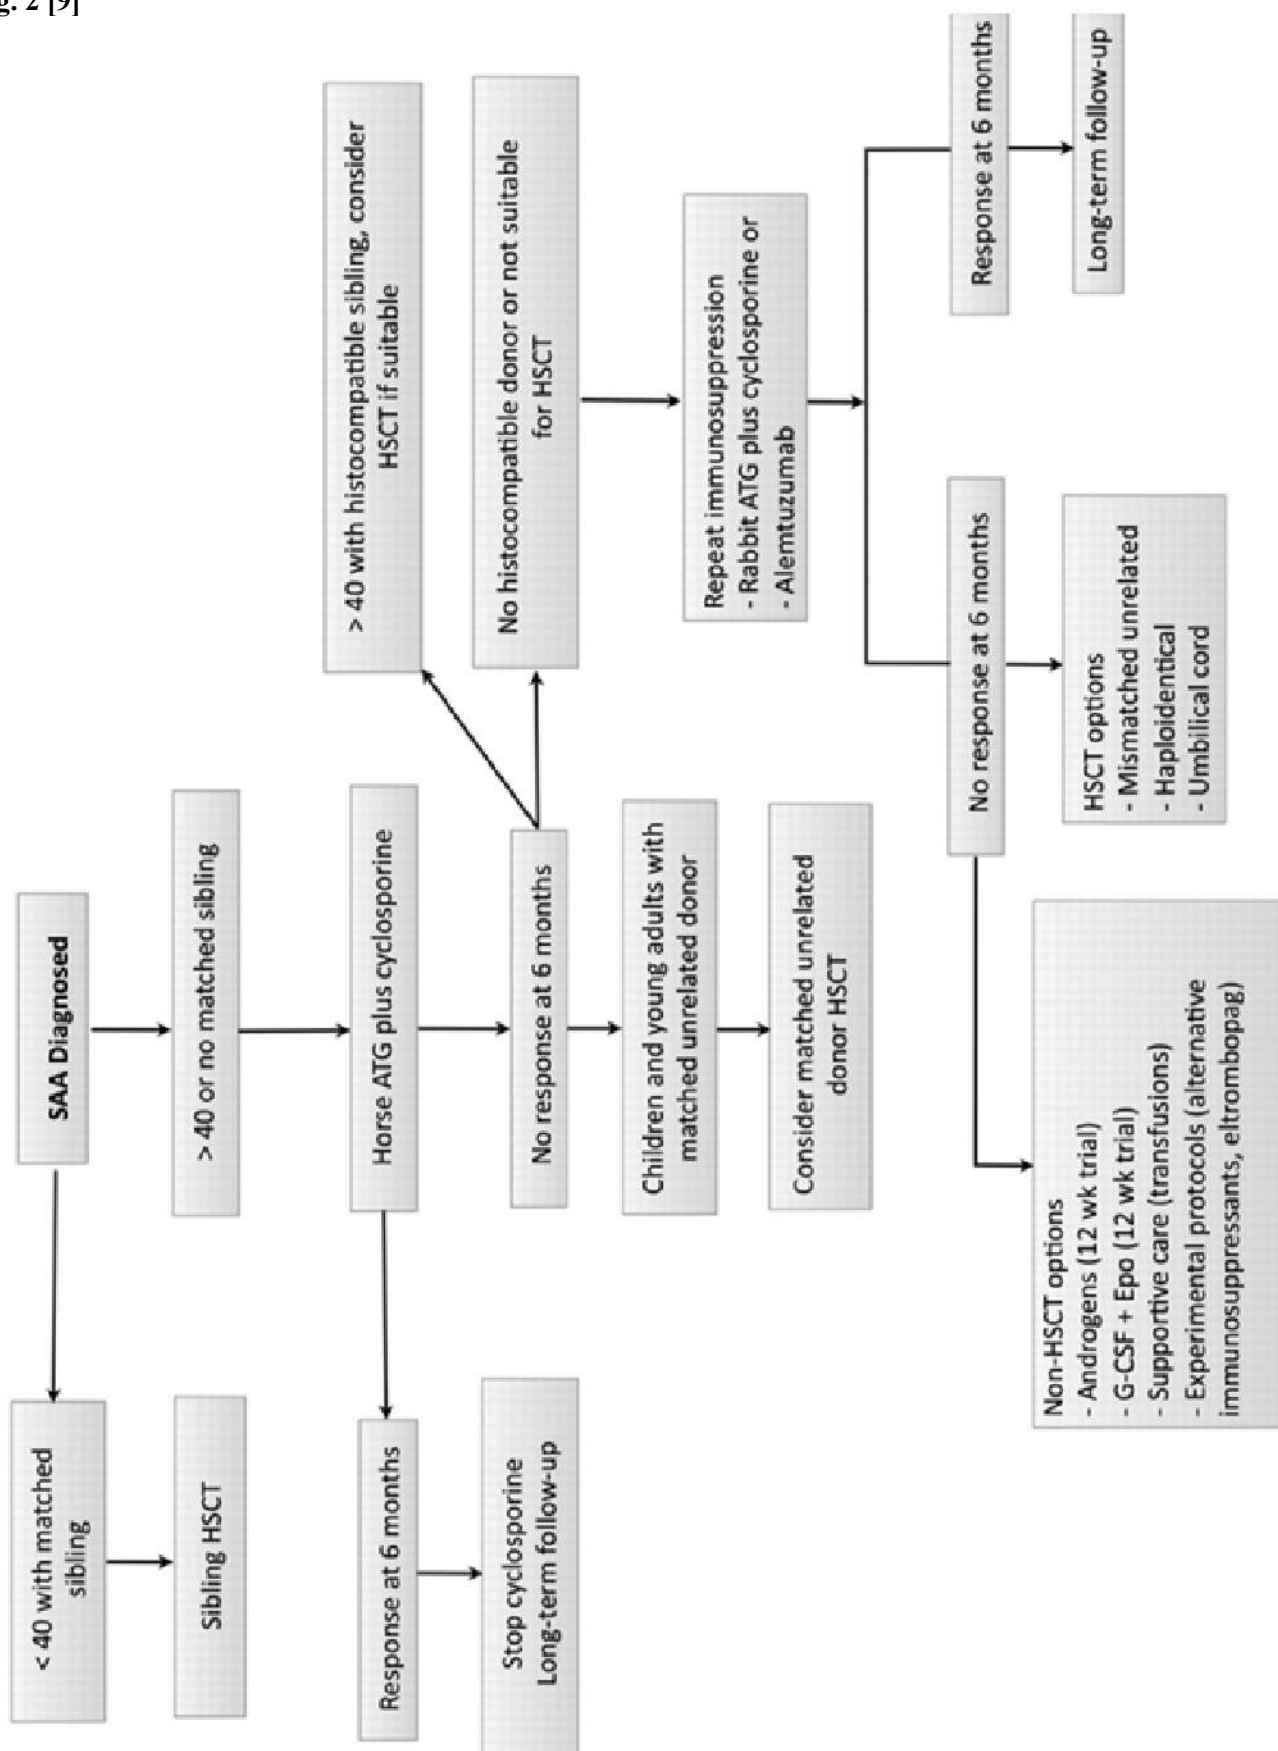 g. 2 [9]
SAA Diagnosed
< 40 with matched
sibling
Sibling HSCT
> 40 or no matched sibling
Horse ATG plus cyclosporine
Response at 6 months
Stop cyclosporine
Long-term follow-up
No response at 6 months
Children and young adults with
matched unrelated donor
Consider matched unrelated
donor HSCT
> 40 with histocompatible sibling, consider
HSCT if suitable
No histocompatible donor or not suitable
for HSCT
Repeat immunosuppression
- Rabbit ATG plus cyclosporine or
- Alemtuzumab
No response at 6 months
Non-HSCT options
- Androgens (12 wk trial)
- G-CSF + Epo (12 wk trial)
- Supportive care (transfusions)
- Experimental protocols (alternative
immunosuppressants, eltrombopag)
HSCT options
- Mismatched unrelated
- Haploidentical
- Umbilical cord
Response at 6 months
Long-term follow-up